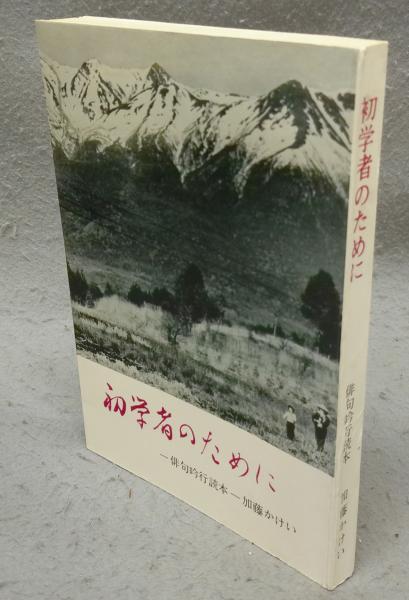 初学者のために
―俳句吟行読本―加藤かけい
初学者のために
俳句吟行読本 加藤かけい